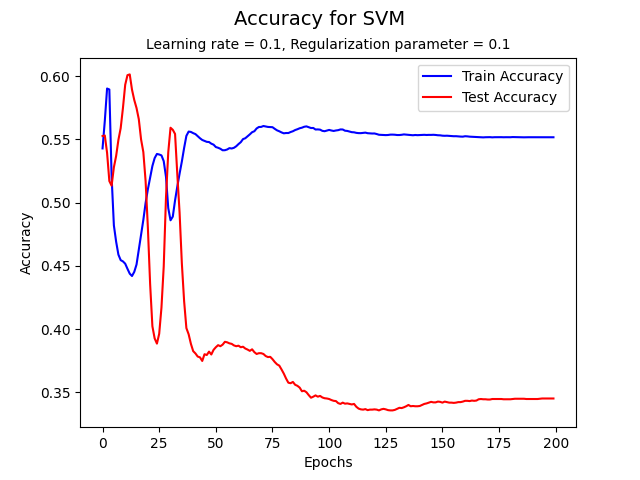 Accuracy for SVM
Learning rate = 0.1, Regularization parameter = 0.1
Train Accuracy
Test Accuracy
Accuracy
0.60
0.55
0.50
0.45
0.40
0.35
0
25
50
75
100
125
150
175
200
Epochs